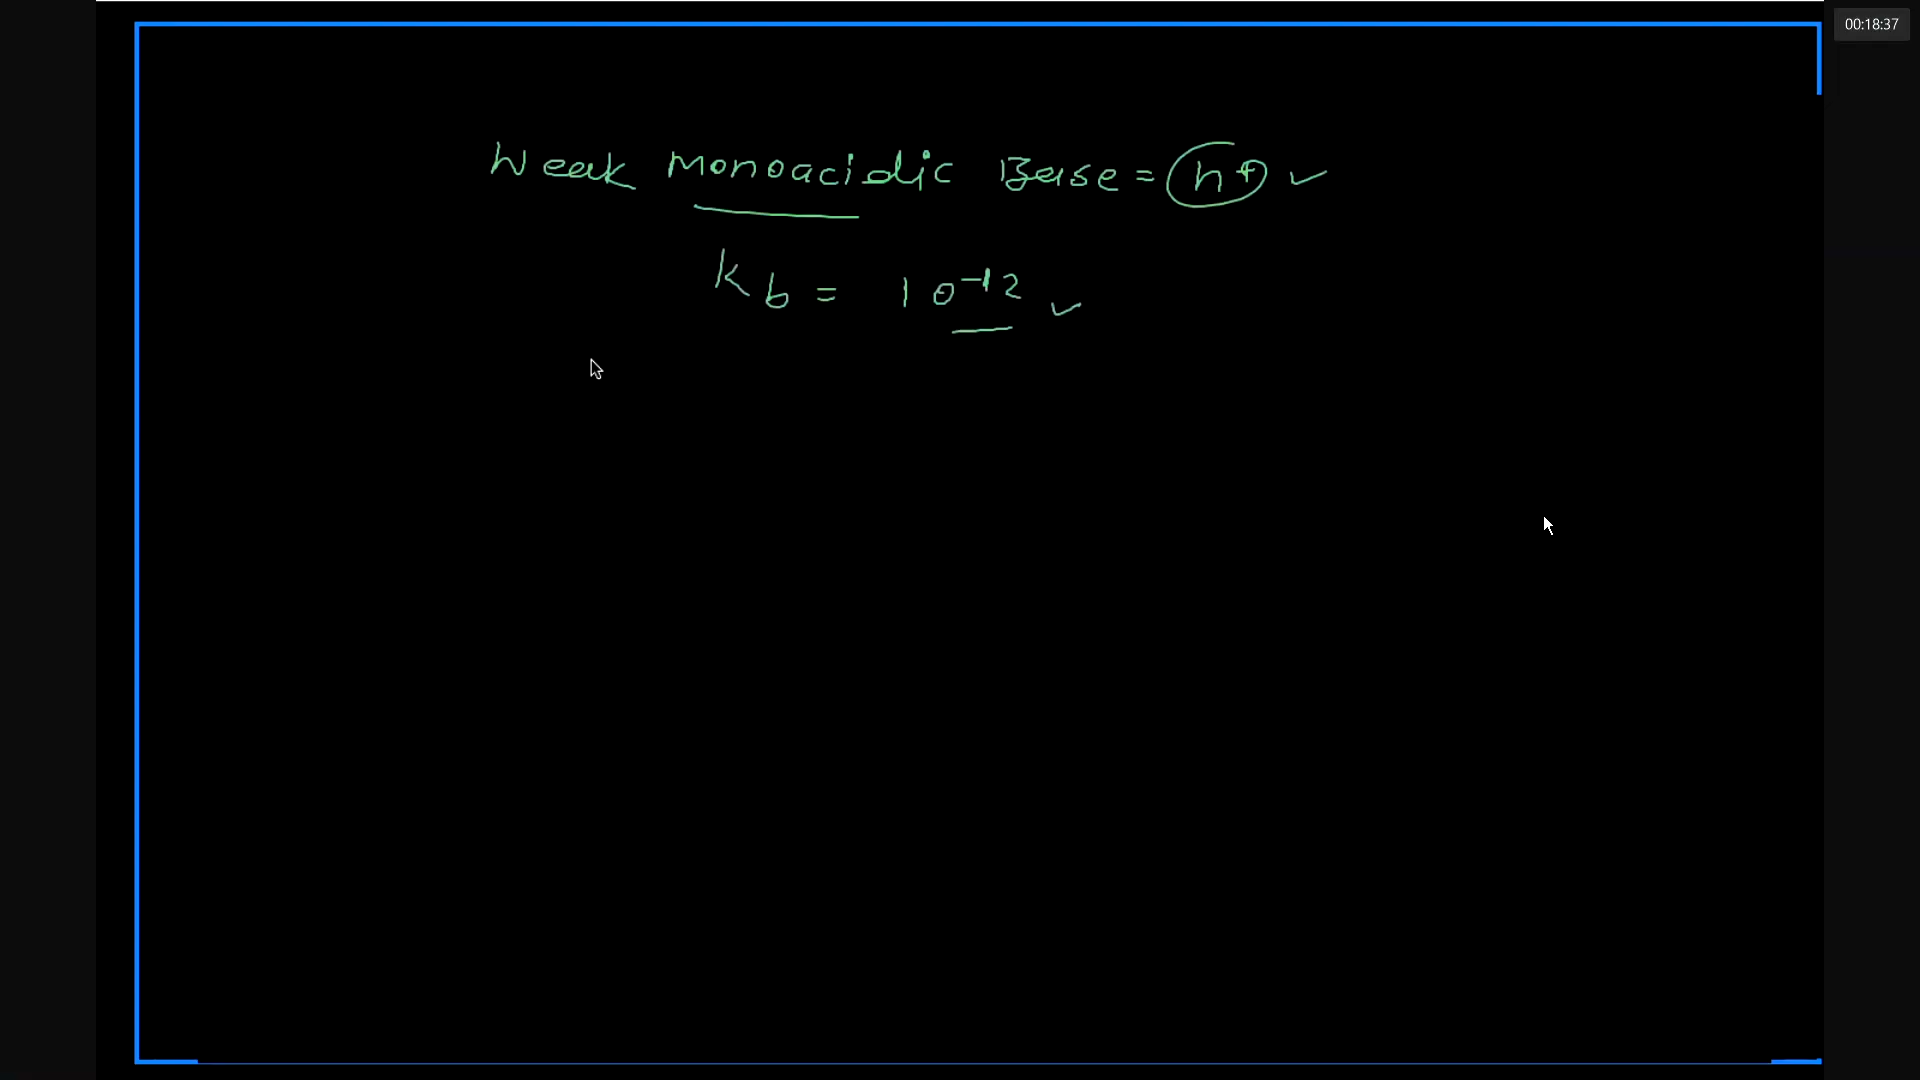 00:18:37
Weak Monoacidic Base = n+ ✓
Kb = 10⁻¹² ✓